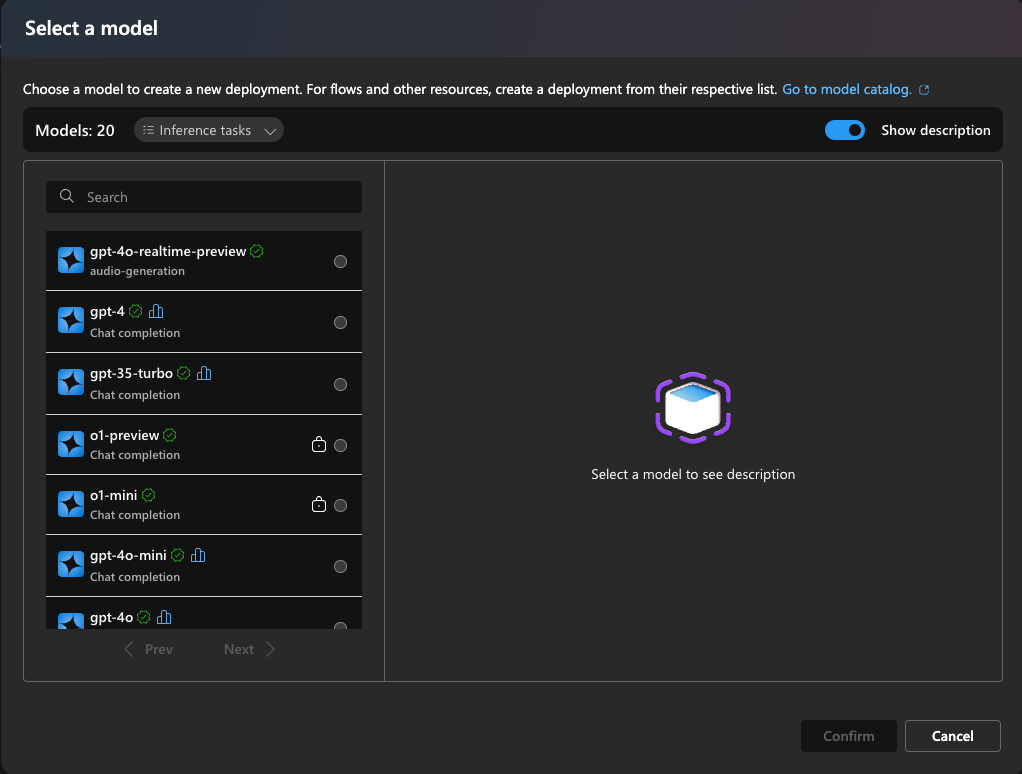 Select a model
Choose a model to create a new deployment. For flows and other resources, create a deployment from their respective list. Go to model catalog.
Models: 20
Inference tasks
Show description
Search
gpt-4o-realtime-preview
audio-generation
gpt-4
Chat completion
gpt-35-turbo
Chat completion
o1-preview
Chat completion
o1-mini
Chat completion
gpt-4o-mini
Chat completion
gpt-4o
Prev
Next
Select a model to see description
Confirm
Cancel